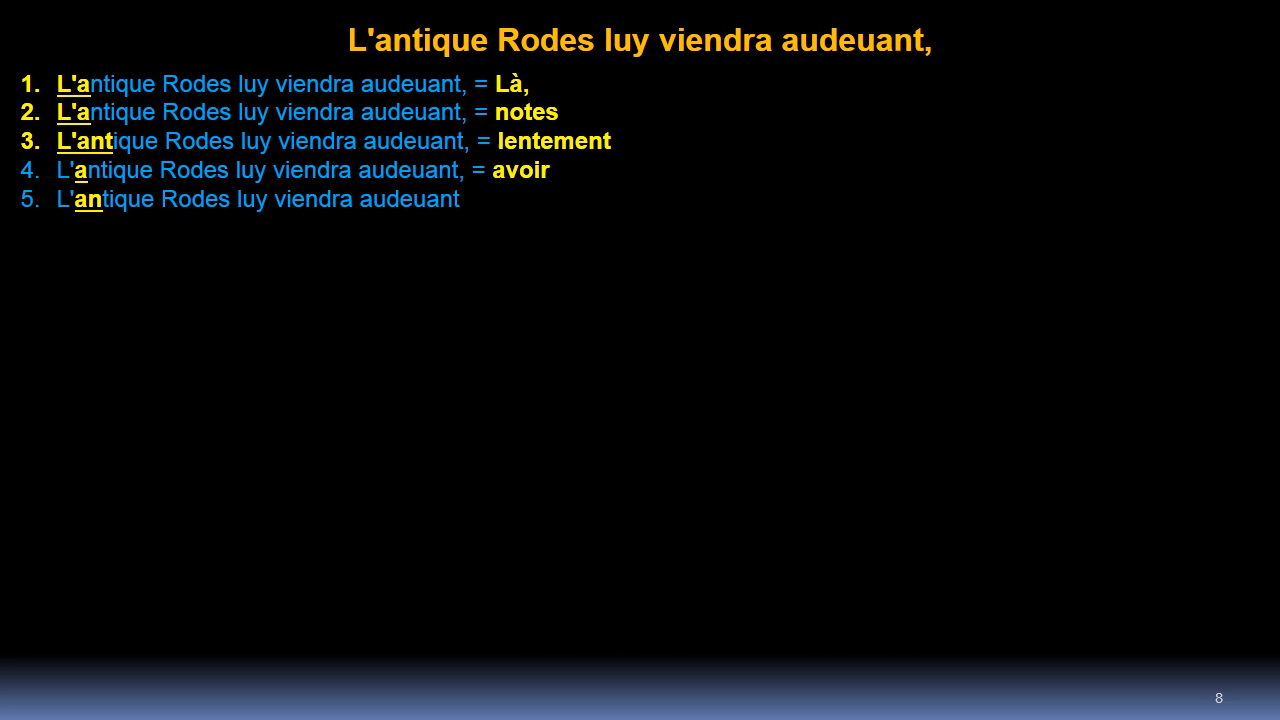 L'antique Rodes luy viendra audeuant,
1. L'antique Rodes luy viendra audeuant, = Là,
2. L'antique Rodes luy viendra audeuant, = notes
3. L'antique Rodes luy viendra audeuant, = lentement
4. L'antique Rodes luy viendra audeuant, = avoir
5. L'antique Rodes luy viendra audeuant
8